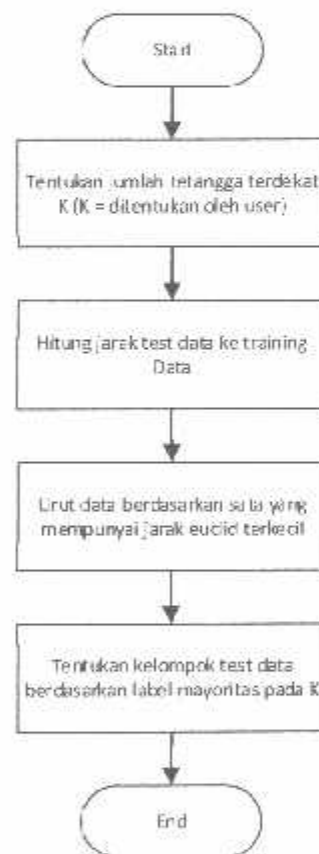 Start
Tentukan jumlah tetangga terdekat
K (K = ditentukan oleh user)
Hitung jarak test data ke training
Data
Urut data berdasarkan yang
mempunyai jarak euclid terkecil
Tentukan kelompok test data
berdasarkan label mayoritas pada K
End